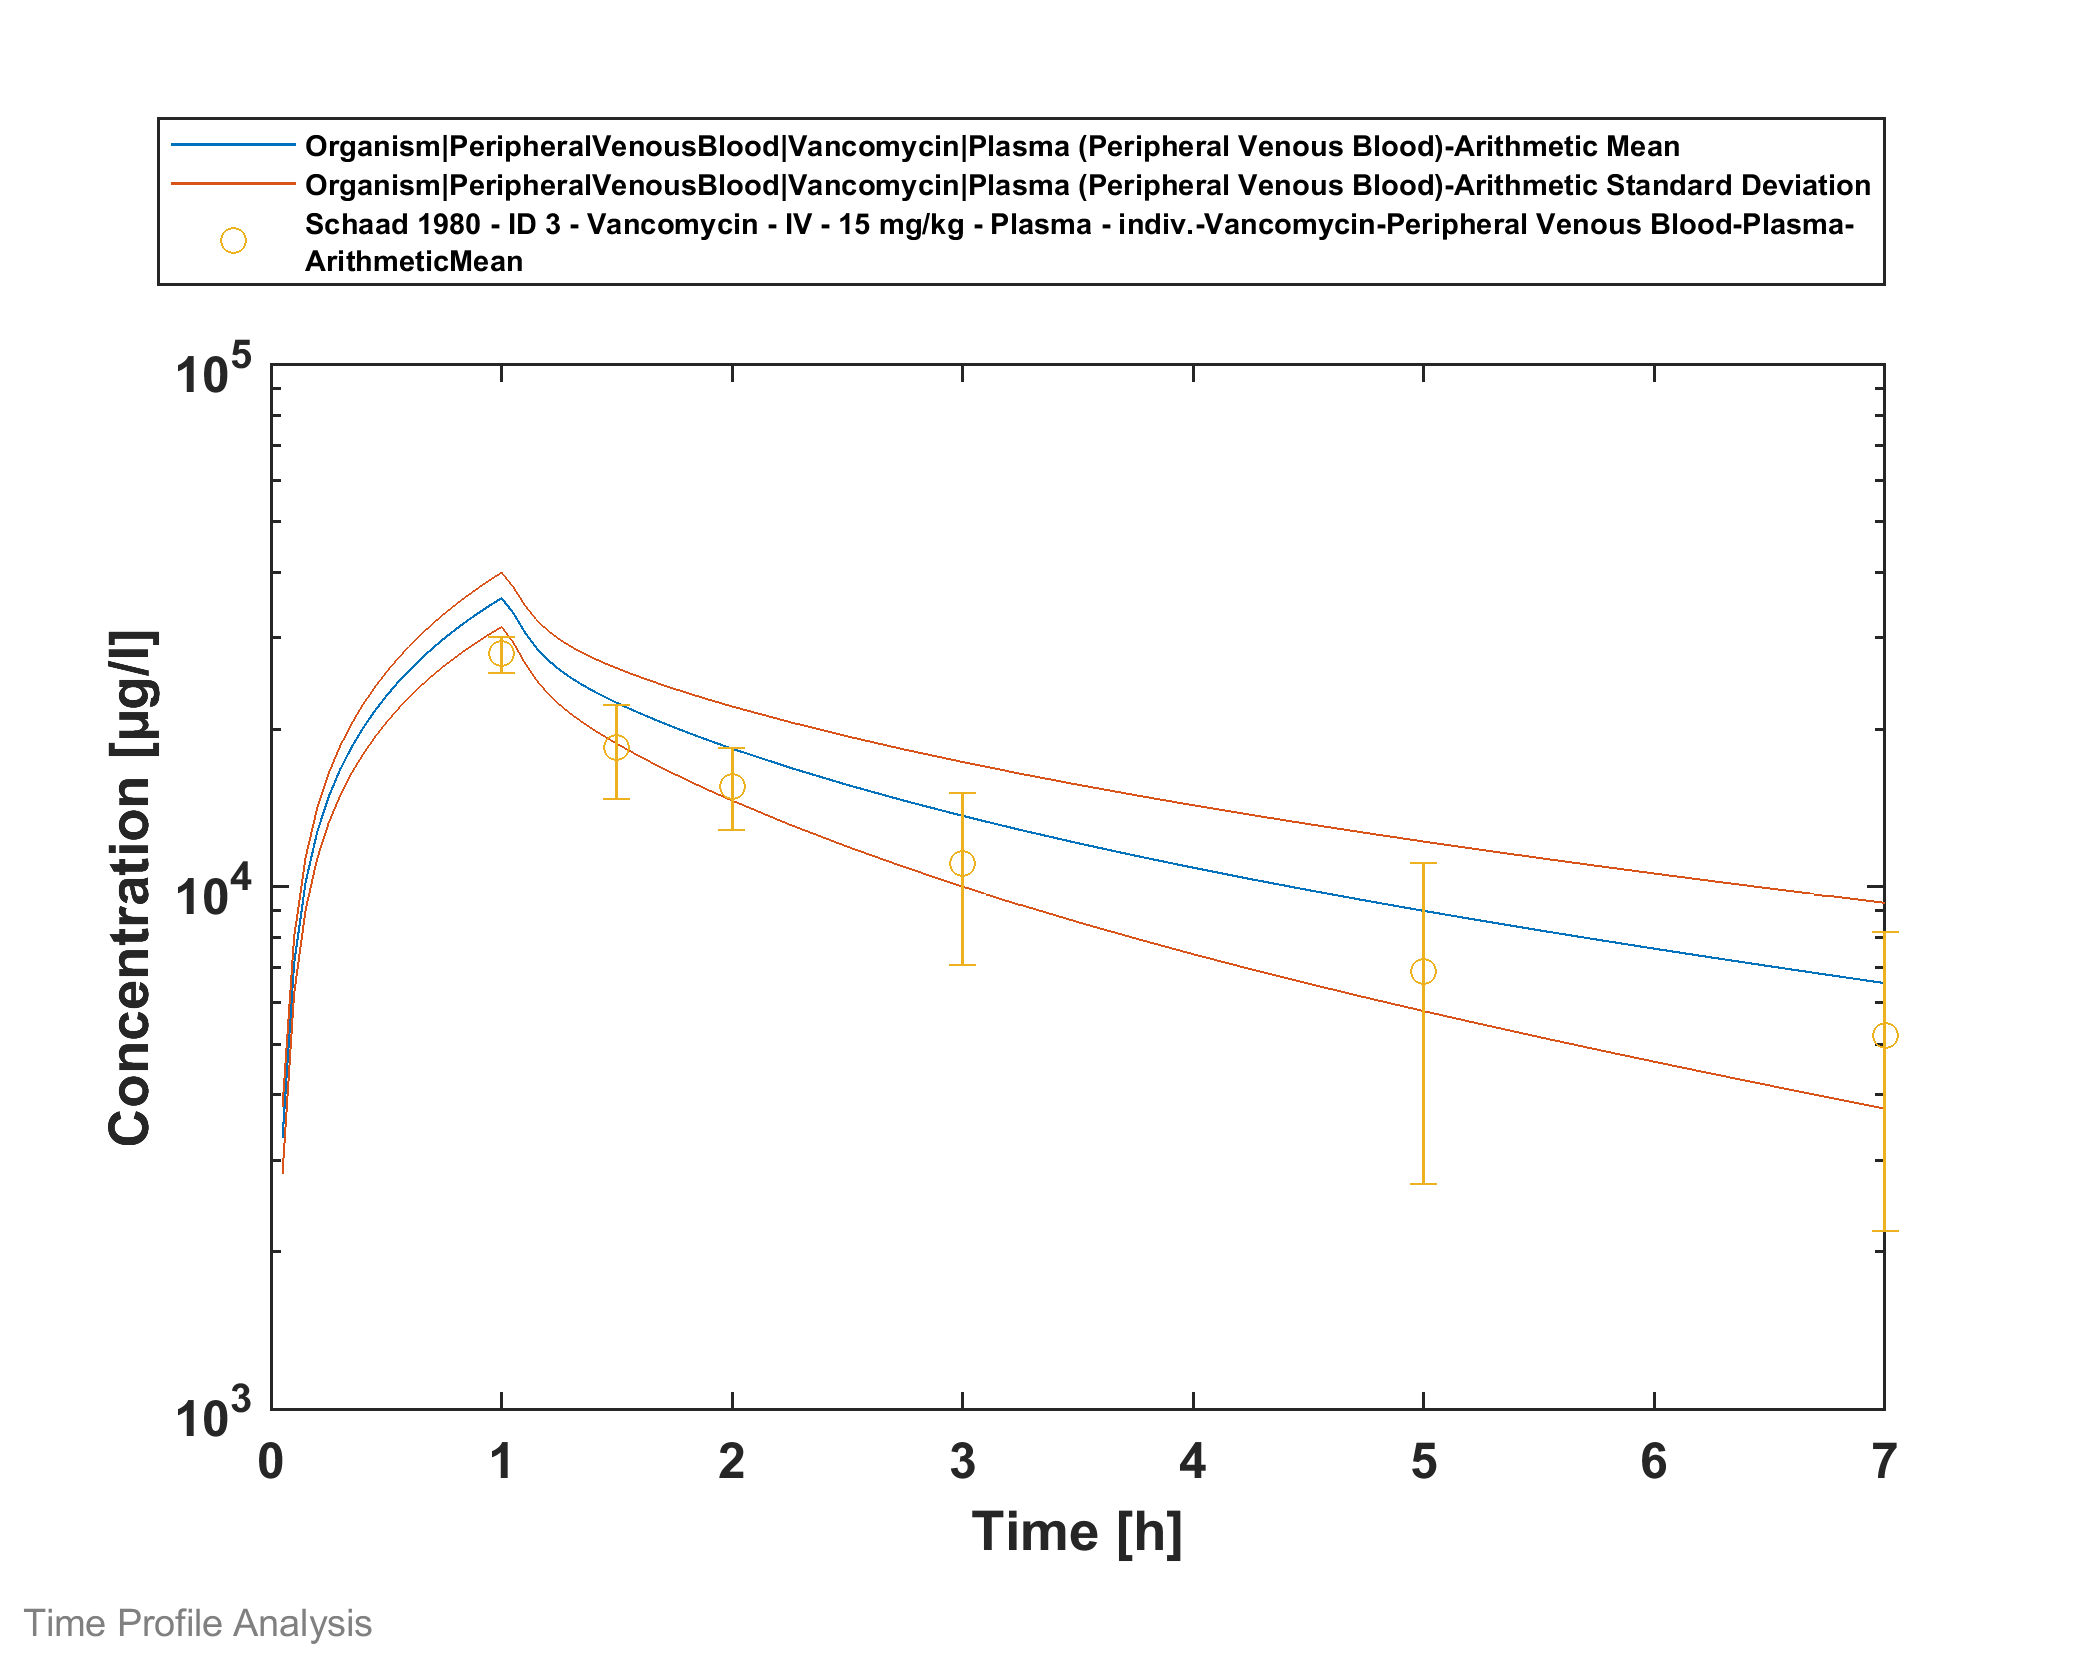 Organism|PeripheralVenousBlood|Vancomycin|Plasma (Peripheral Venous Blood)-Arithmetic Mean
Organism|PeripheralVenousBlood|Vancomycin|Plasma (Peripheral Venous Blood)-Arithmetic Standard Deviation
Schaad 1980 - ID 3 - Vancomycin - IV - 15 mg/kg - Plasma - indiv.-Vancomycin-Peripheral Venous Blood-Plasma-
ArithmeticMean
10^5
10^4
10^3
Concentration [µg/l]
0 1 2 3 4 5 6 7
Time [h]
Time Profile Analysis